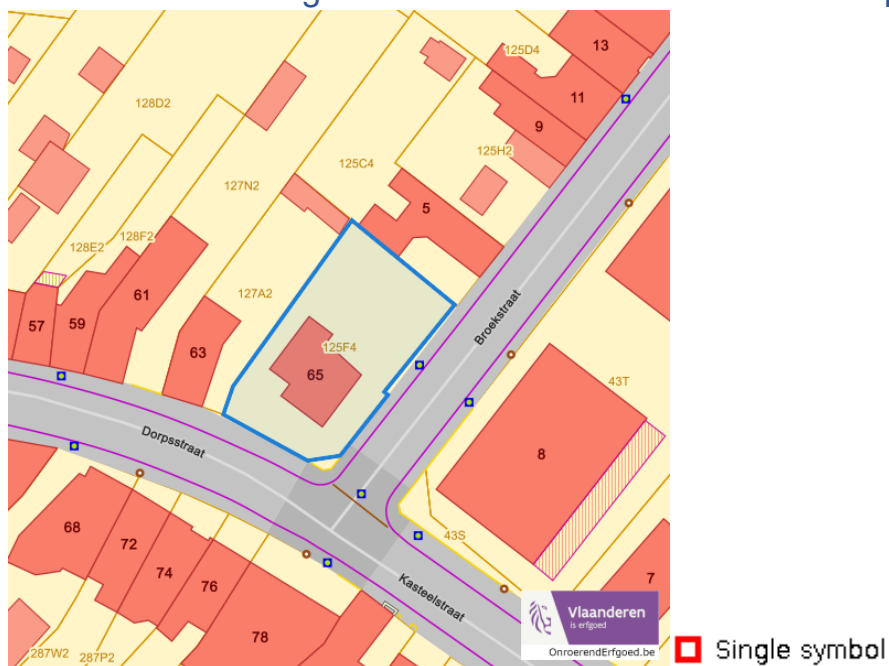 125D4
13
11
128D2
9
125H2
125C4
127N2
5
128F2
128E2
61
127A2
57
59
63
125F4
65
Broekstraat
43T
Dorpsstraat
8
68
72
74
76
78
43S
Kasteelstraat
7
287W2
287P2
Vlaanderen
is erfgoed
OnroerendErfgoed.be
Single symbol